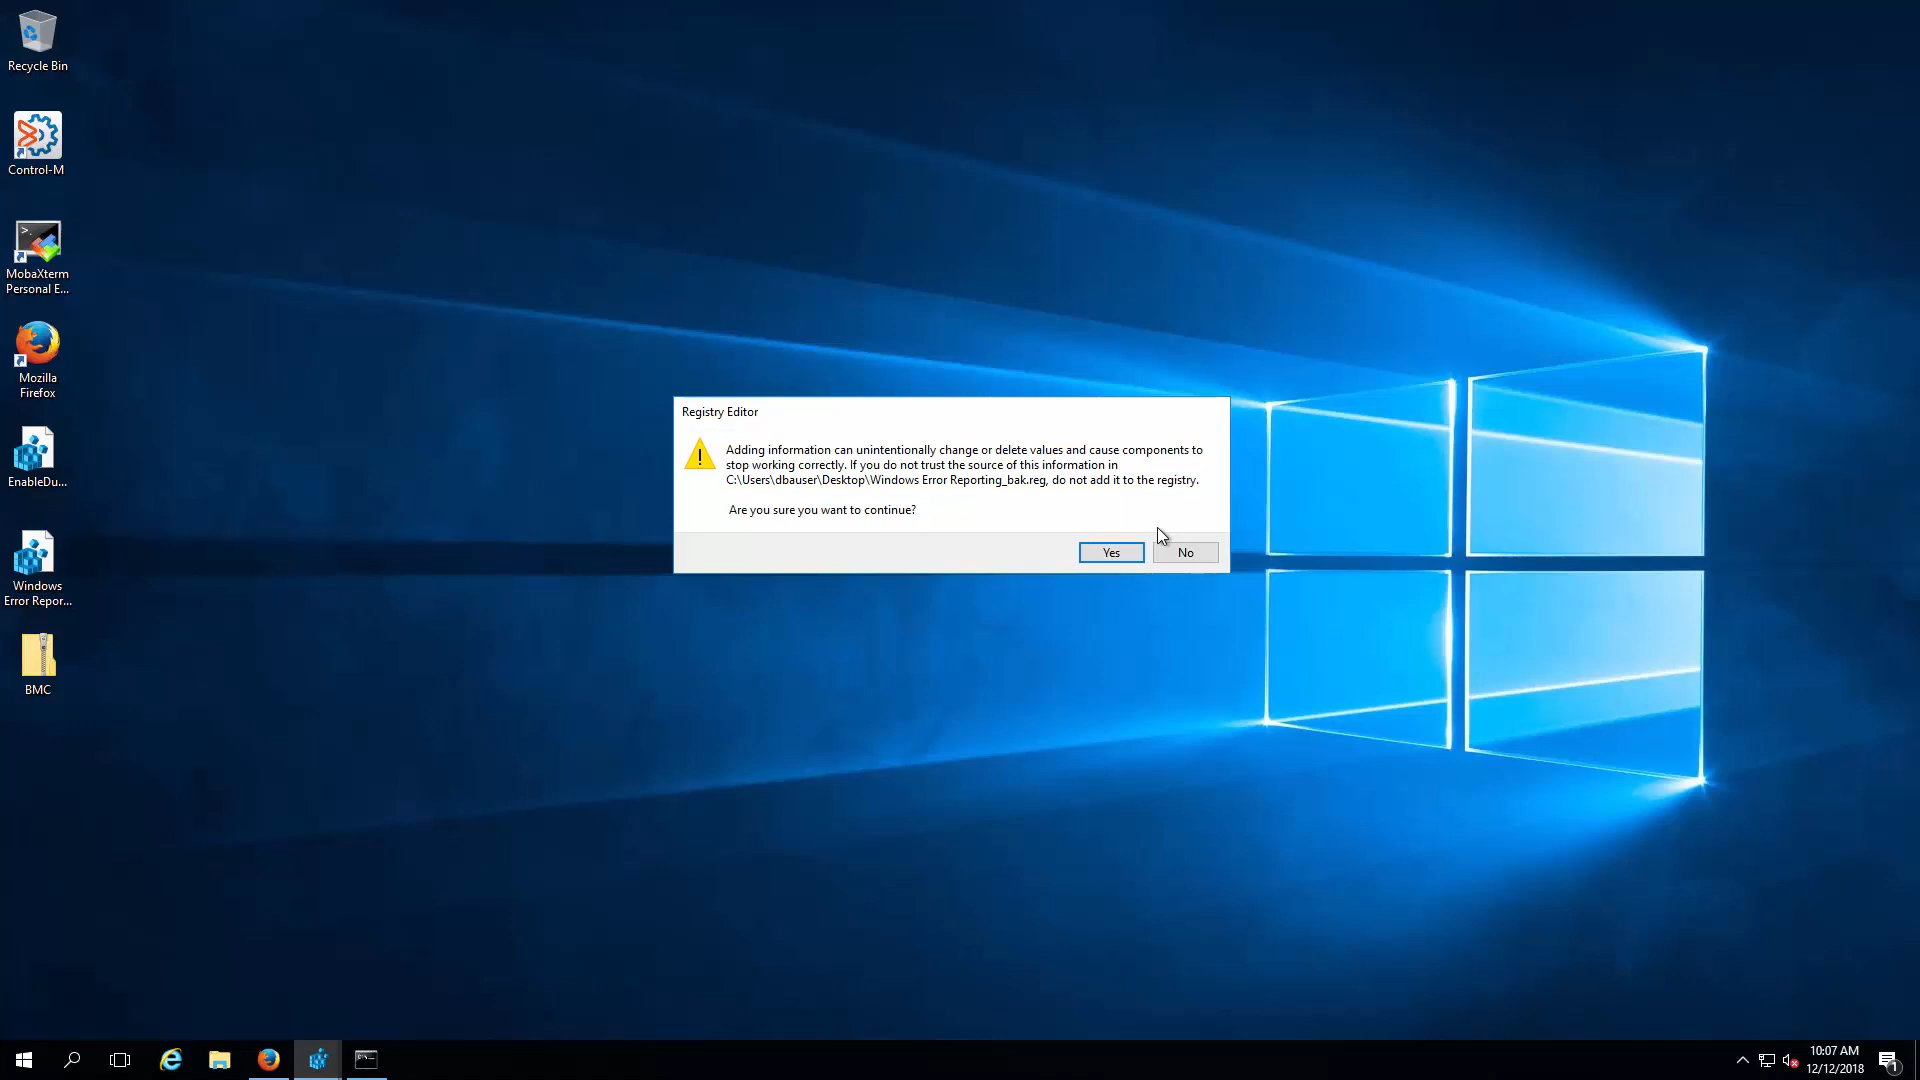 Recycle Bin
Control-M
MobaXterm
Personal E...
Mozilla
Firefox
EnableDu...
Windows
Error Repor...
BMC
Registry Editor
Adding information can unintentionally change or delete values and cause components to
stop working correctly. If you do not trust the source of this information in
C:\Users\dbauser\Desktop\Windows Error Reporting_bak.reg, do not add it to the registry.
Are you sure you want to continue?
Yes
No
10:07 AM
12/12/2018
1